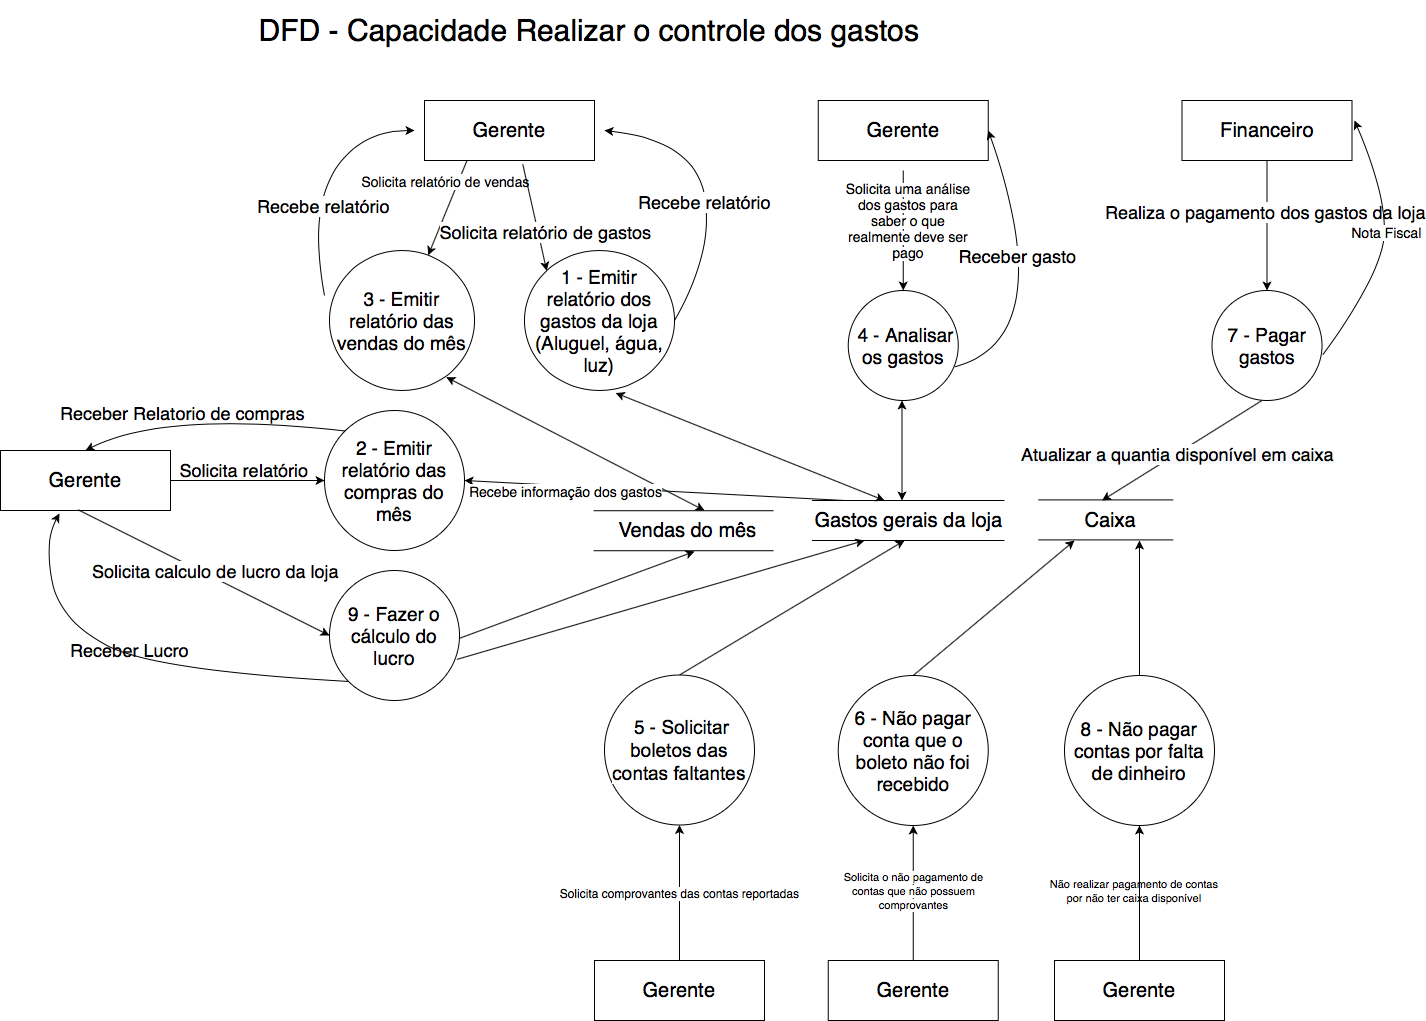 DFD - Capacidade Realizar o controle dos gastos
Gerente
Gerente
Financeiro
Solicita relatório de vendas
Recebe relatório
Recebe relatório
Solicita relatório de gastos
Solicita uma análise
dos gastos para
saber o que
realmente deve ser
pago
Receber gasto
Realiza o pagamento dos gastos da loja
Nota Fiscal
3 - Emitir
relatório das
vendas do mês
1 - Emitir
relatório dos
gastos da loja
(Aluguel, água,
luz)
4 - Analisar
os gastos
7 - Pagar
gastos
Receber Relatorio de compras
Gerente
Solicita relatório
2 - Emitir
relatório das
compras do
mês
Recebe informação dos gastos
Atualizar a quantia disponível em caixa
Vendas do mês
Gastos gerais da loja
Caixa
Solicita calculo de lucro da loja
Receber Lucro
9 - Fazer o
cálculo do
lucro
5 - Solicitar
boletos das
contas faltantes
6 - Não pagar
conta que o
boleto não foi
recebido
8 - Não pagar
contas por falta
de dinheiro
Solicita comprovantes das contas reportadas
Solicita o não pagamento de
contas que não possuem
comprovantes
Não realizar pagamento de contas
por não ter caixa disponível
Gerente
Gerente
Gerente